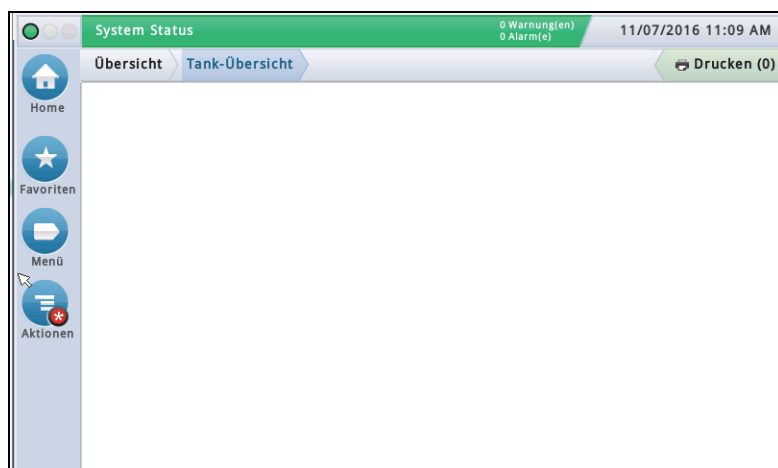 System Status
0 Warnung(en)
0 Alarm(e)
11/07/2016 11:09 AM
Übersicht
Tank-Übersicht
Drucken (0)
Home
Favoriten
Menü
Aktionen